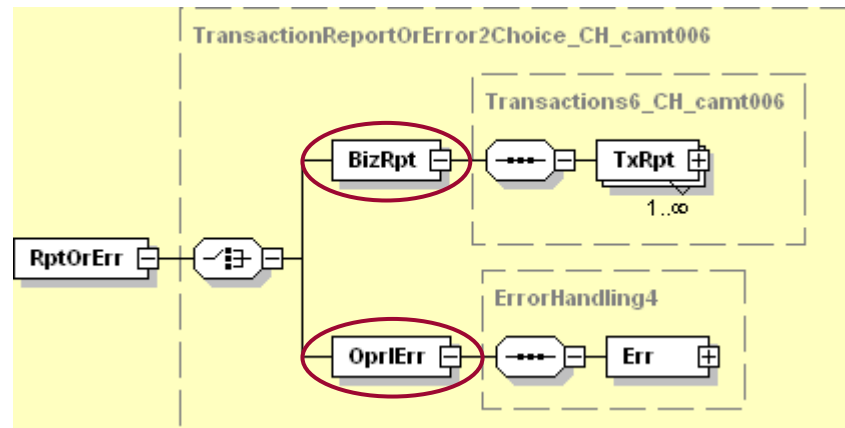 TransactionReportOrError2Choice_CH_camt006
Transactions6_CH_camt006
BizRpt
TxRpt
1..∞
RptOrErr
ErrorHandling4
OprlErr
Err